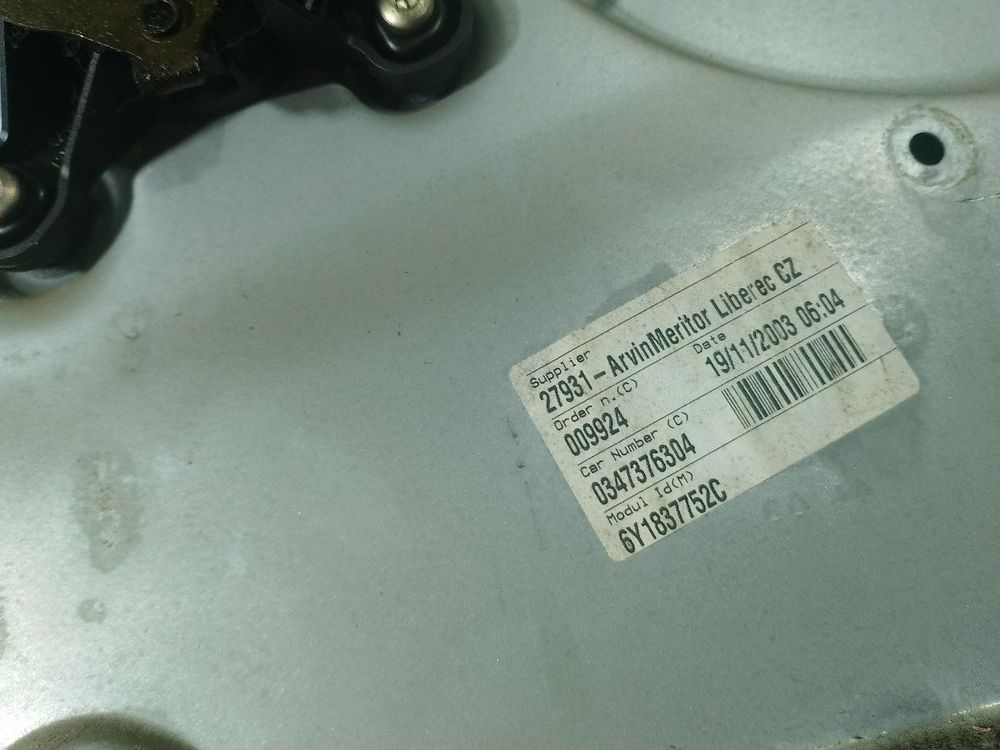 Supplier
27931-ArvinMeritor Liberec CZ
Order n.(C) Date
009924 19/11/2003 06:04
Car Number (C)
0347376304
Modul Id(M)
6Y1837752C